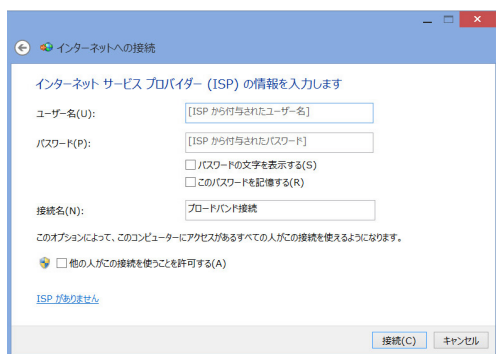 インターネットへの接続
インターネット サービス プロバイダー (ISP) の情報を入力します
ユーザー名(U):
[ISP から付与されたユーザー名]
パスワード(P):
[ISP から付与されたパスワード]
パスワードの文字を表示する(S)
このパスワードを記憶する(R)
接続名(N):
ブロードバンド接続
このオプションによって、このコンピューターにアクセスがあるすべての人がこの接続を使えるようになります。
他の人がこの接続を使うことを許可する(A)
ISP がありません
接続(C)
キャンセル